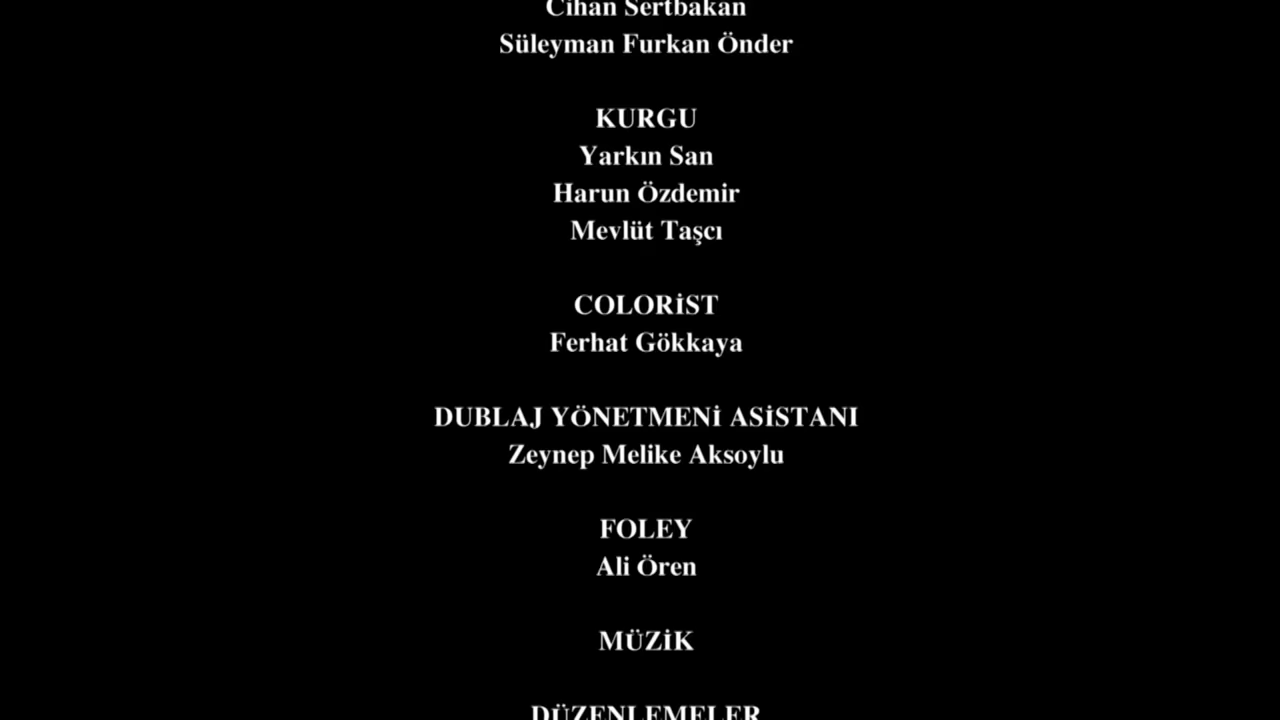 Cihan Sertbakan
Süleyman Furkan Önder
KURGU
Yarkın San
Harun Özdemir
Mevlüt Taşcı
COLORİST
Ferhat Gökkaya
DUBLAJ YÖNETMENİ ASİSTANI
Zeynep Melike Aksoylu
FOLEY
Ali Ören
MÜZİK
DÜZENLEMELER